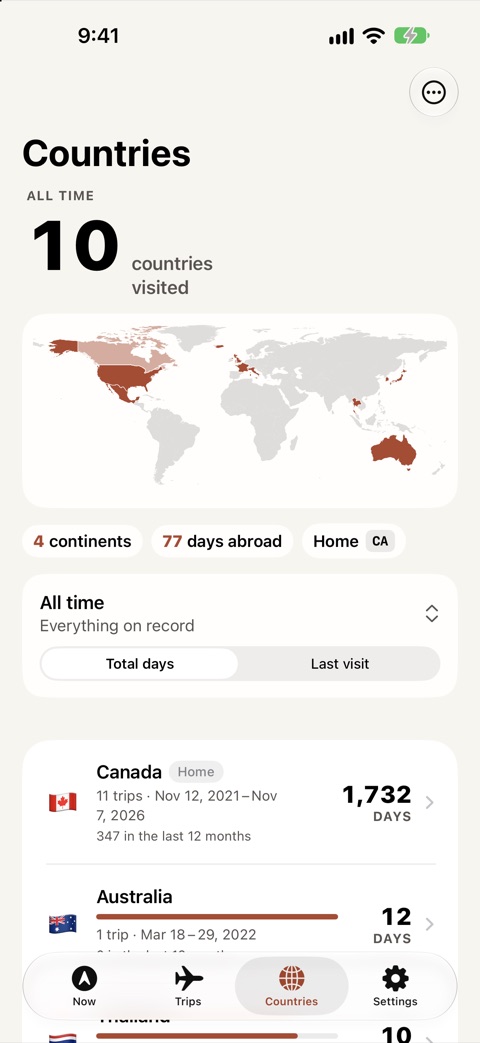 9:41
Countries
ALL TIME
10 countries
visited
4 continents
77 days abroad
Home CA
All time
Everything on record
Total days
Last visit
Canada Home
11 trips · Nov 12, 2021–Nov
7, 2026
347 in the last 12 months
1,732
DAYS
Australia
1 trip · Mar 18–29, 2022
12
DAYS
Thailand
10
Now
Trips
Countries
Settings